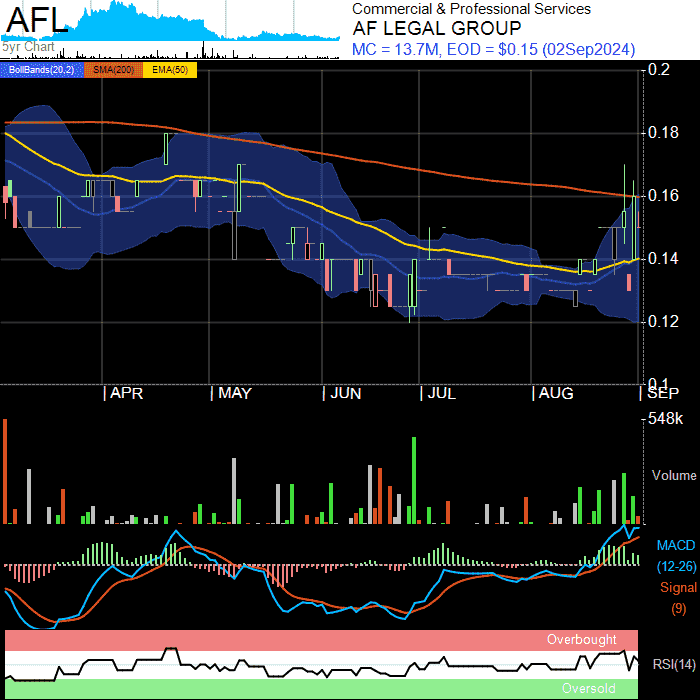 AFL
5yr Chart
Commercial & Professional Services
AF LEGAL GROUP
MC = 13.7M, EOD = $0.15 (02Sep2024)
BollBands(20,2) SMA(200) EMA(50)
0.2
0.18
0.16
0.14
0.12
0.1
APR MAY JUN JUL AUG SEP
548k
Volume
MACD
(12-26)
Signal
(9)
Overbought
RSI(14)
Oversold